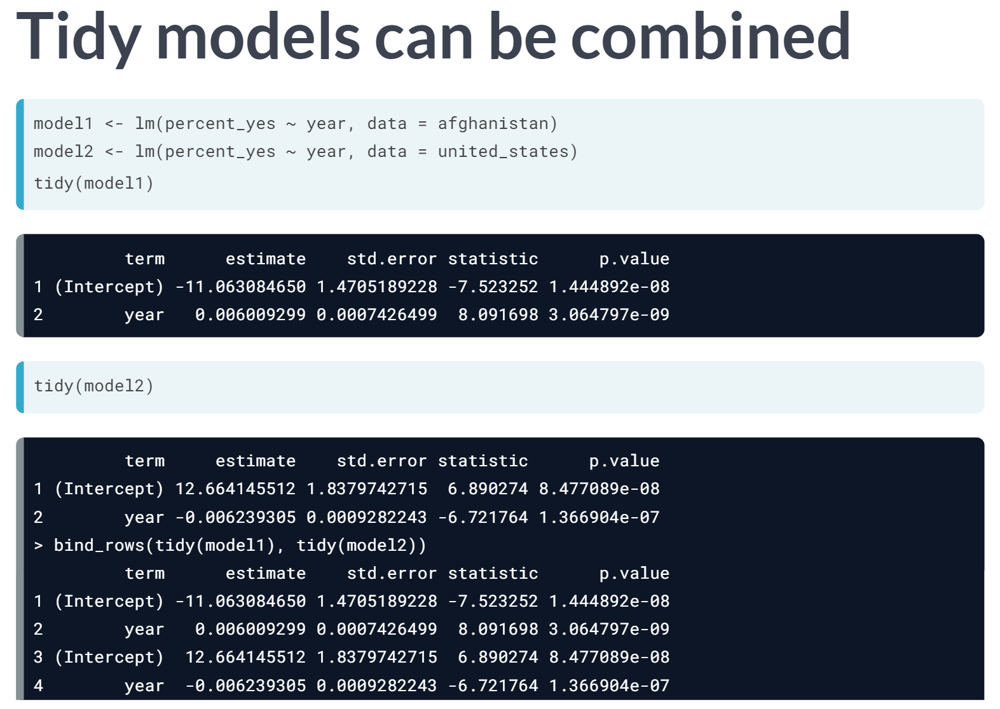 Tidy models can be combined
model1 <- lm(percent_yes ~ year, data = afghanistan)
model2 <- lm(percent_yes ~ year, data = united_states)
tidy(model1)
         term      estimate    std.error statistic      p.value
1 (Intercept) -11.063084650 1.4705189228 -7.523252 1.444892e-08
2        year   0.006009299 0.0007426499  8.091698 3.064797e-09
tidy(model2)
         term     estimate    std.error statistic      p.value
1 (Intercept) 12.664145512 1.8379742715  6.890274 8.477089e-08
2        year -0.006239305 0.0009282243 -6.721764 1.366904e-07
> bind_rows(tidy(model1), tidy(model2))
         term      estimate    std.error statistic      p.value
1 (Intercept) -11.063084650 1.4705189228 -7.523252 1.444892e-08
2        year   0.006009299 0.0007426499  8.091698 3.064797e-09
3 (Intercept)  12.664145512 1.8379742715  6.890274 8.477089e-08
4        year  -0.006239305 0.0009282243 -6.721764 1.366904e-07